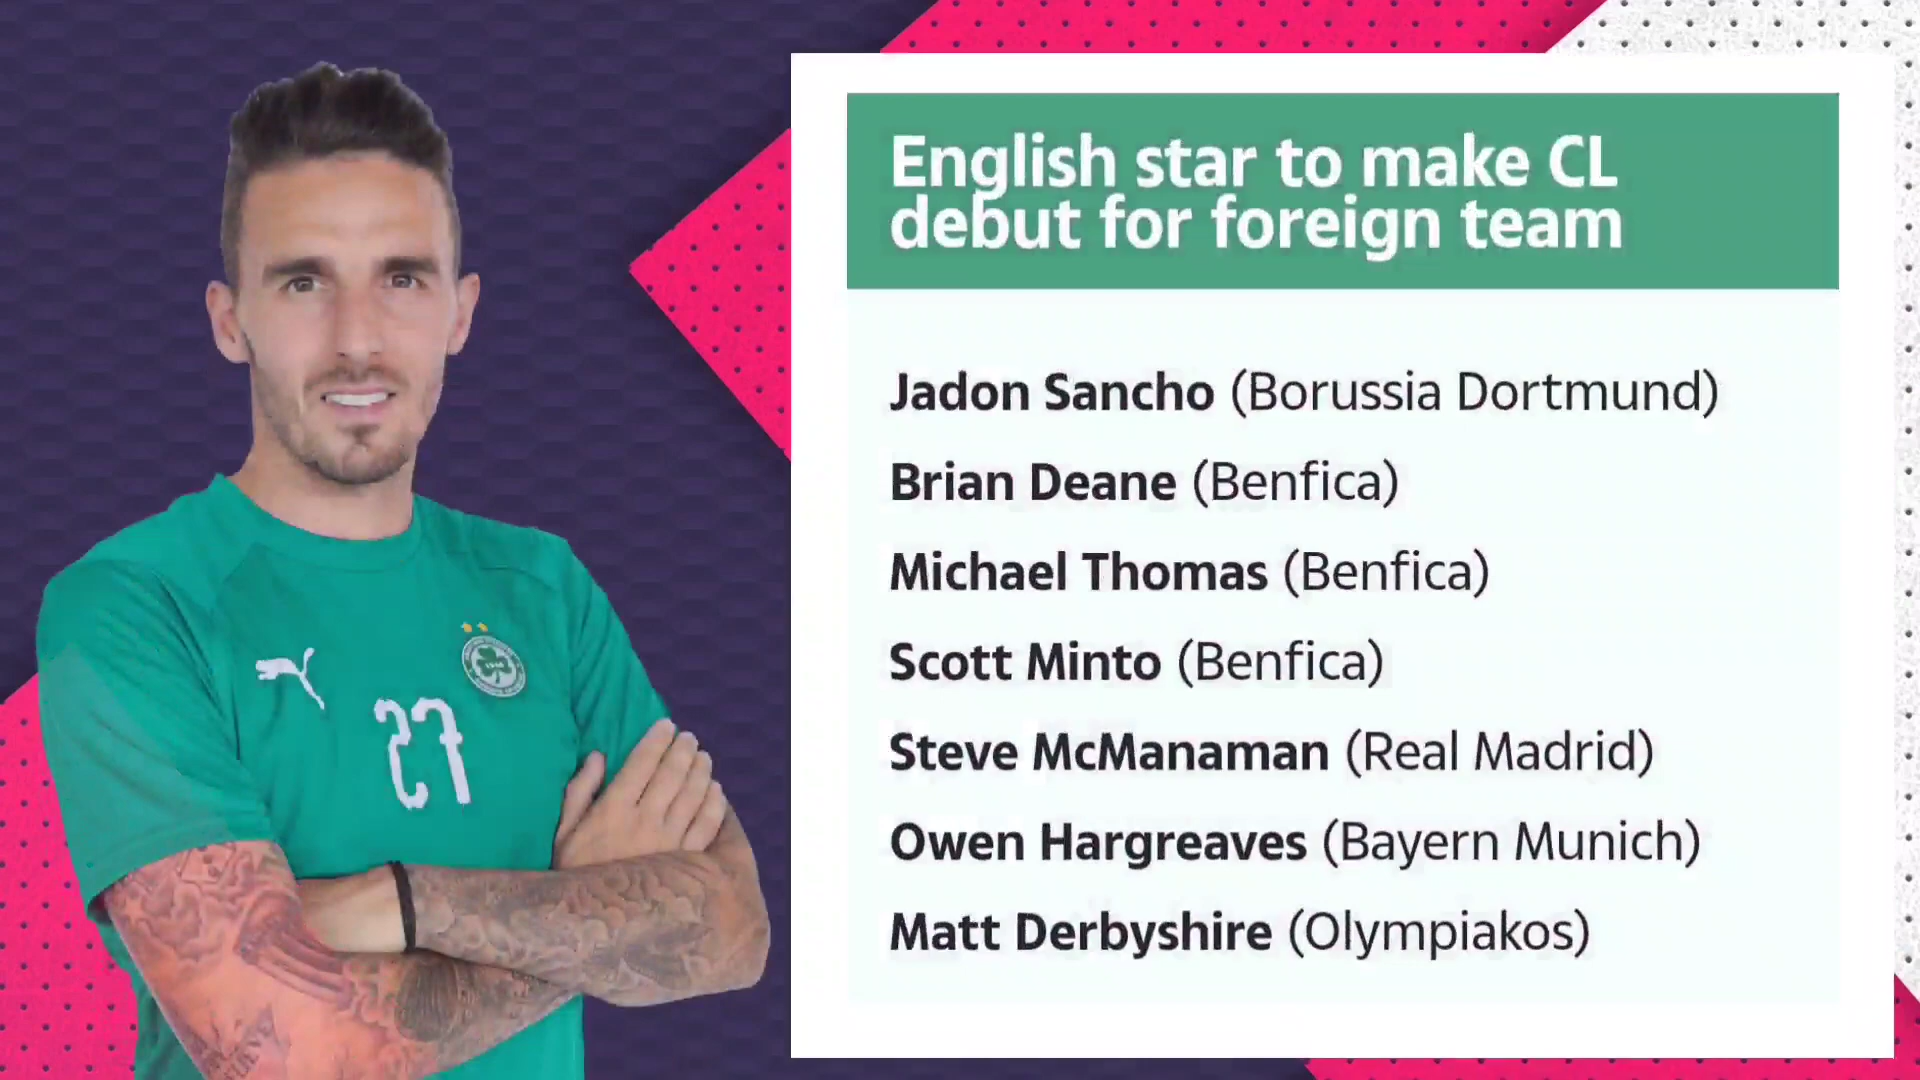 English star to make CL
debut for foreign team
Jadon Sancho (Borussia Dortmund)
Brian Deane (Benfica)
Michael Thomas (Benfica)
Scott Minto (Benfica)
Steve McManaman (Real Madrid)
Owen Hargreaves (Bayern Munich)
Matt Derbyshire (Olympiakos)
27